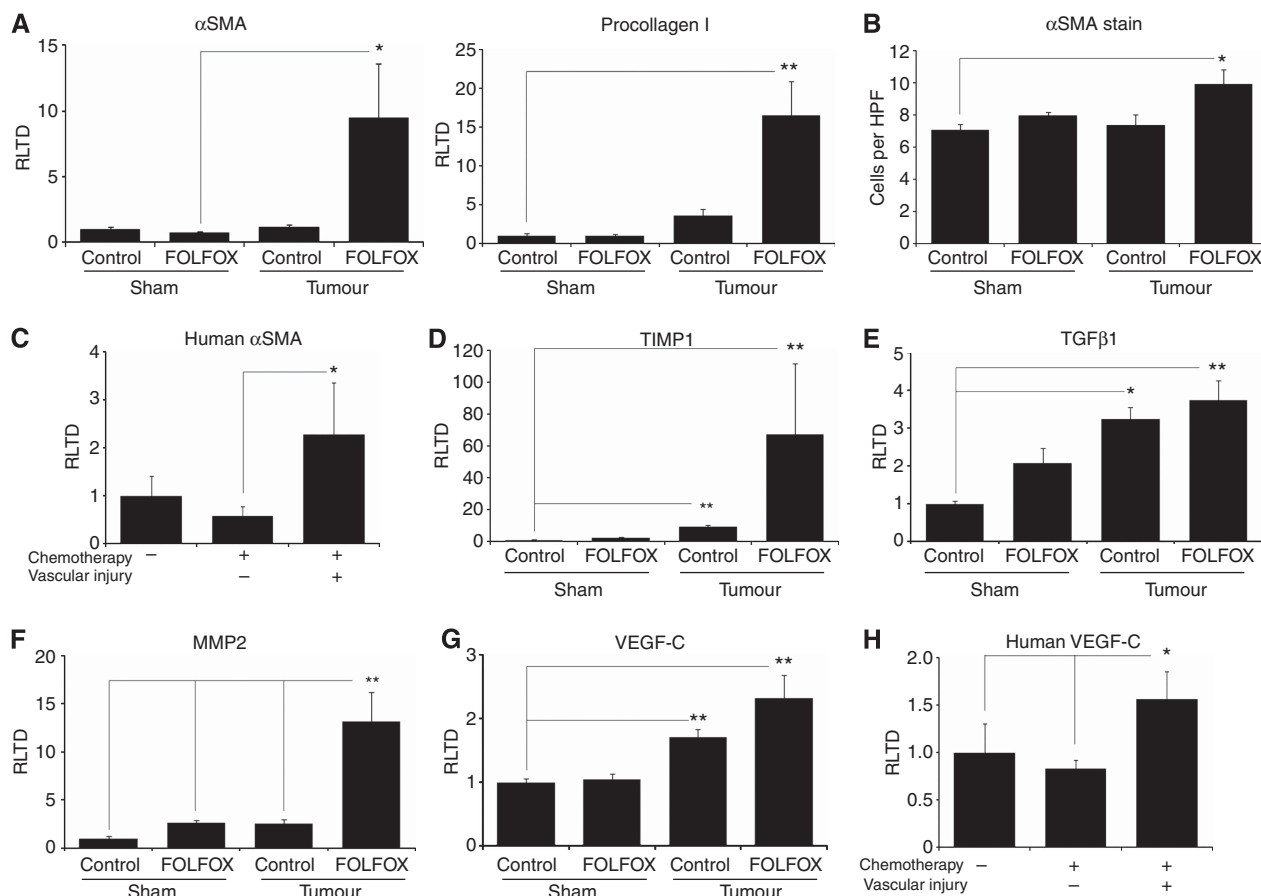 A
αSMA
15
10
5
0
RLTD
*
Control FOLFOX Control FOLFOX
Sham Tumour
Procollagen I
25
20
15
10
5
0
RLTD
**
Control FOLFOX Control FOLFOX
Sham Tumour
B
αSMA stain
12
10
8
6
4
2
0
Cells per HPF
*
Control FOLFOX Control FOLFOX
Sham Tumour
C
Human αSMA
4
3
2
1
0
RLTD
*
Chemotherapy – + +
Vascular injury – +
D
TIMP1
120
100
80
60
40
20
0
RLTD
**
**
Control FOLFOX Control FOLFOX
Sham Tumour
E
TGFβ1
5
4
3
2
1
0
RLTD
*
**
Control FOLFOX Control FOLFOX
Sham Tumour
F
MMP2
20
15
10
5
0
RLTD
**
Control FOLFOX Control FOLFOX
Sham Tumour
G
VEGF-C
3
2
1
0
RLTD
**
**
Control FOLFOX Control FOLFOX
Sham Tumour
H
Human VEGF-C
2.0
1.5
1.0
0.5
0
RLTD
*
Chemotherapy – + +
Vascular injury – +